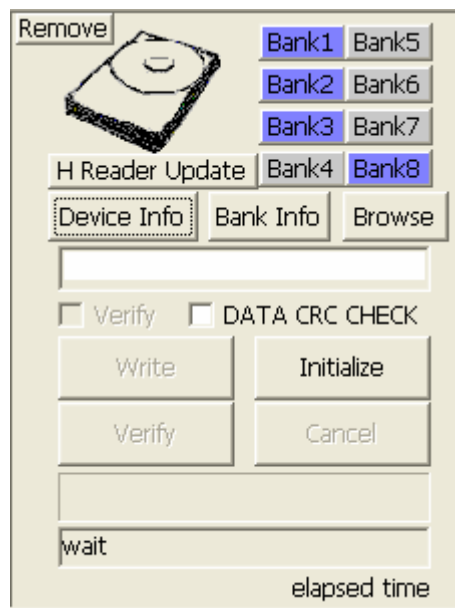 Remove
Bank1 Bank5
Bank2 Bank6
Bank3 Bank7
H Reader Update Bank4 Bank8
Device Info Bank Info Browse
Verify DATA CRC CHECK
Write Initialize
Verify Cancel
wait
elapsed time